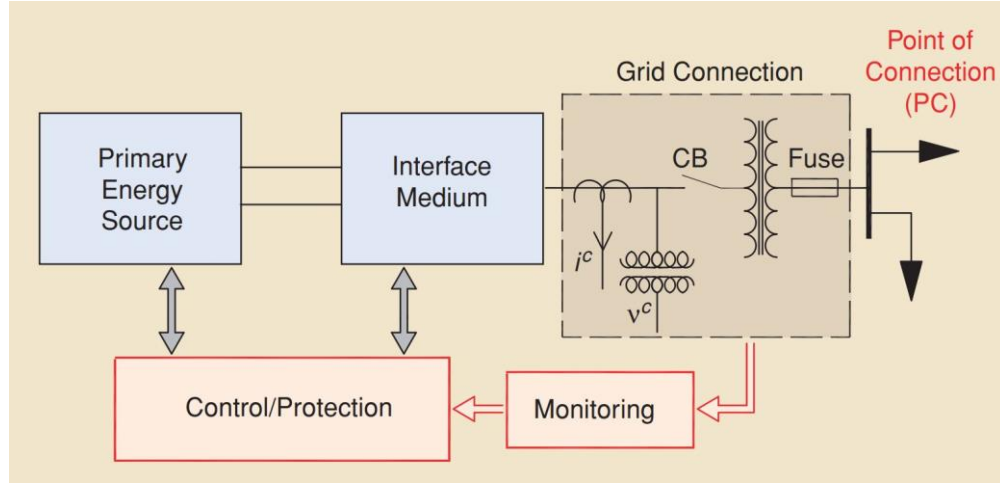 Point of
Connection
(PC)
Grid Connection
Primary
Energy
Source
Interface
Medium
CB
Fuse
i^c
v^c
Control/Protection
Monitoring